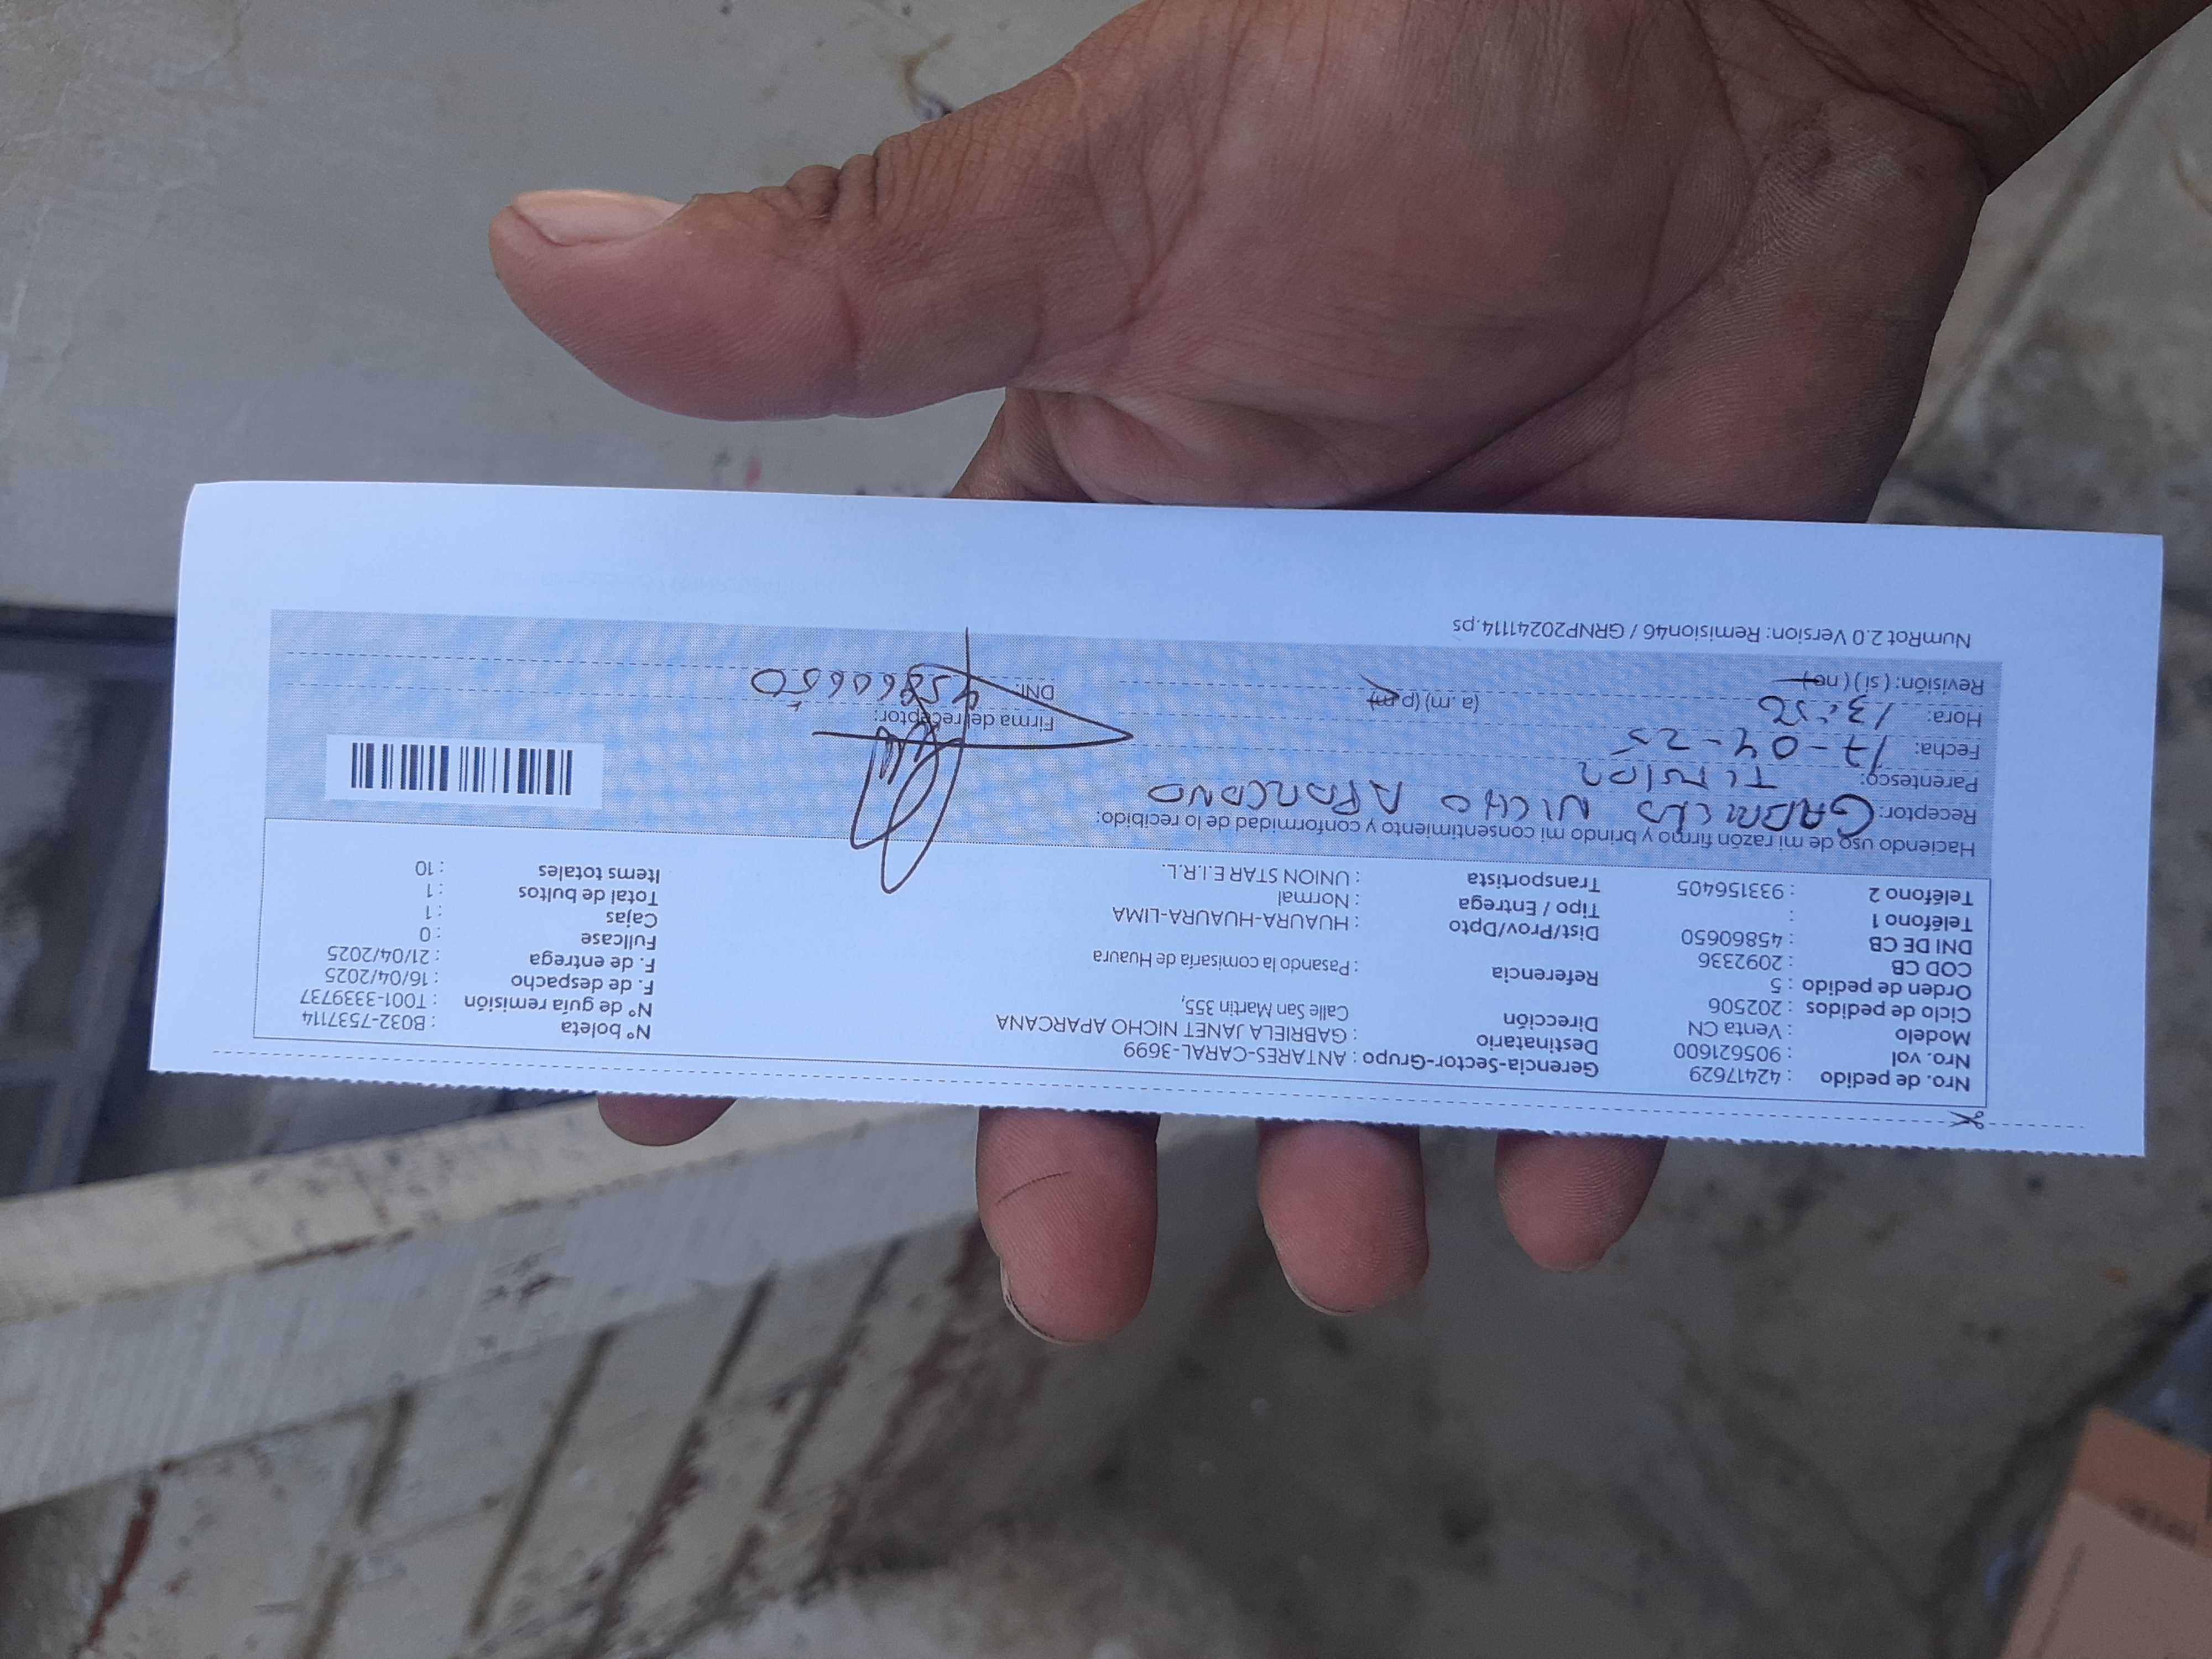 Nro. de pedido : 42417629 Gerencia-Sector-Grupo : ANTARES-CARAL-3699 N° boleta : B032-7537114
Nro. vol : 905621600 Destinatario : GABRIELA JANET NICHO APARCANA N° de guía remisión : T001-3339737
Modelo : Venta CN Dirección Calle San Martin 355, F. de despacho : 16/04/2025
Ciclo de pedidos : 202506 F. de entrega : 21/04/2025
Orden de pedido : 5 Referencia : Pasando la comisaría de Huaura Fullcase : 0
COD CB : 2092336 Cajas : 1
DNI DE CB : 45860650 Dist/Prov/Dpto : HUAURA-HUAURA-LIMA Total de bultos : 1
Teléfono 1 : Tipo / Entrega : Normal Items totales : 10
Teléfono 2 : 933156405 Transportista : UNION STAR E.I.R.L.
Haciendo uso de mi razón firmo y brindo mi consentimiento y conformidad de lo recibido:
Receptor: NICHO
Parentesco:
Fecha: 17-04-25 Firma del receptor:
Hora: 13:56 (a. m) (p.m) DNI: 45860650
Revisión: (si) (no)
NumRot 2.0 Version: Remision46 / GRNP20241114.ps